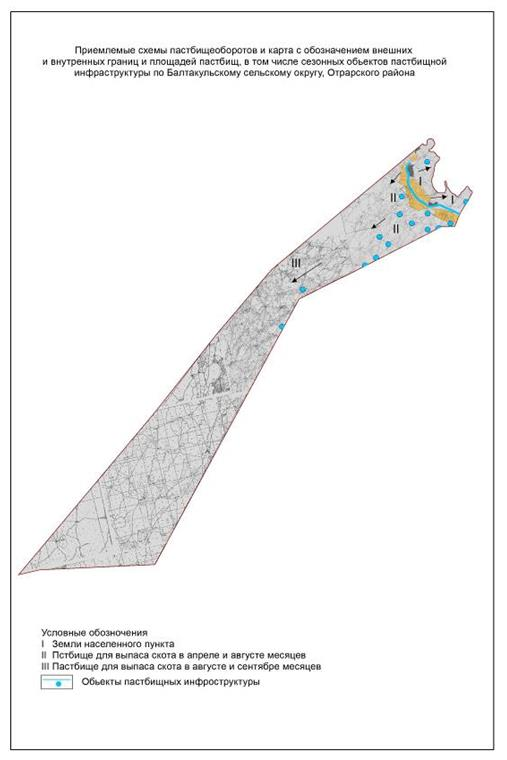 Приемлемые схемы пастбищеоборотов и карта с обозначением внешних
и внутренных границ и площадей пастбищ, в том числе сезонных объектов пастбищной
инфраструктуры по Балтакульскому сельскому округу, Отрарского района
I
I
II
II
III
Условные обозночения
I Земли населенного пункта
II Пстбище для выпаса скота в апреле и августе месяцев
III Пастбище для выпаса скота в августе и сентябре месяцев
Обьекты пастбищных инфроструктуры